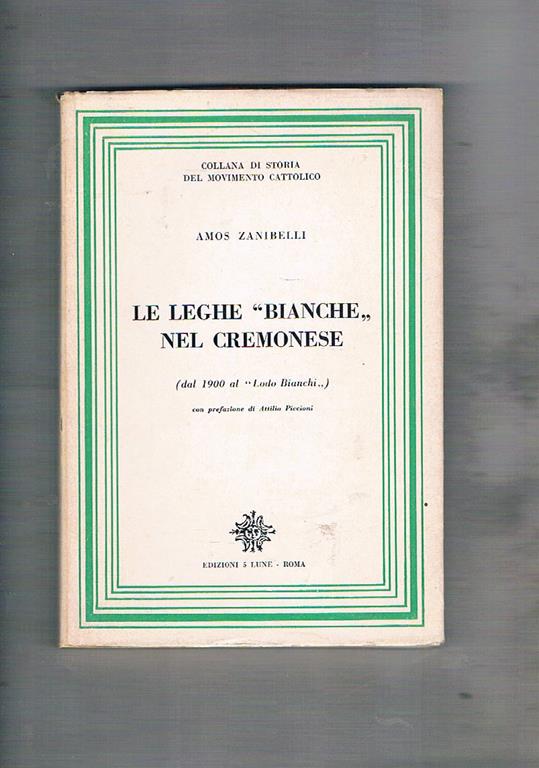 COLLANA DI STORIA
DEL MOVIMENTO CATTOLICO
AMOS ZANIBELLI
LE LEGHE “BIANCHE„
NEL CREMONESE
(dal 1900 al “Lodo Bianchi„)
con prefazione di Attilio Piccioni
EDIZIONI 5 LUNE - ROMA